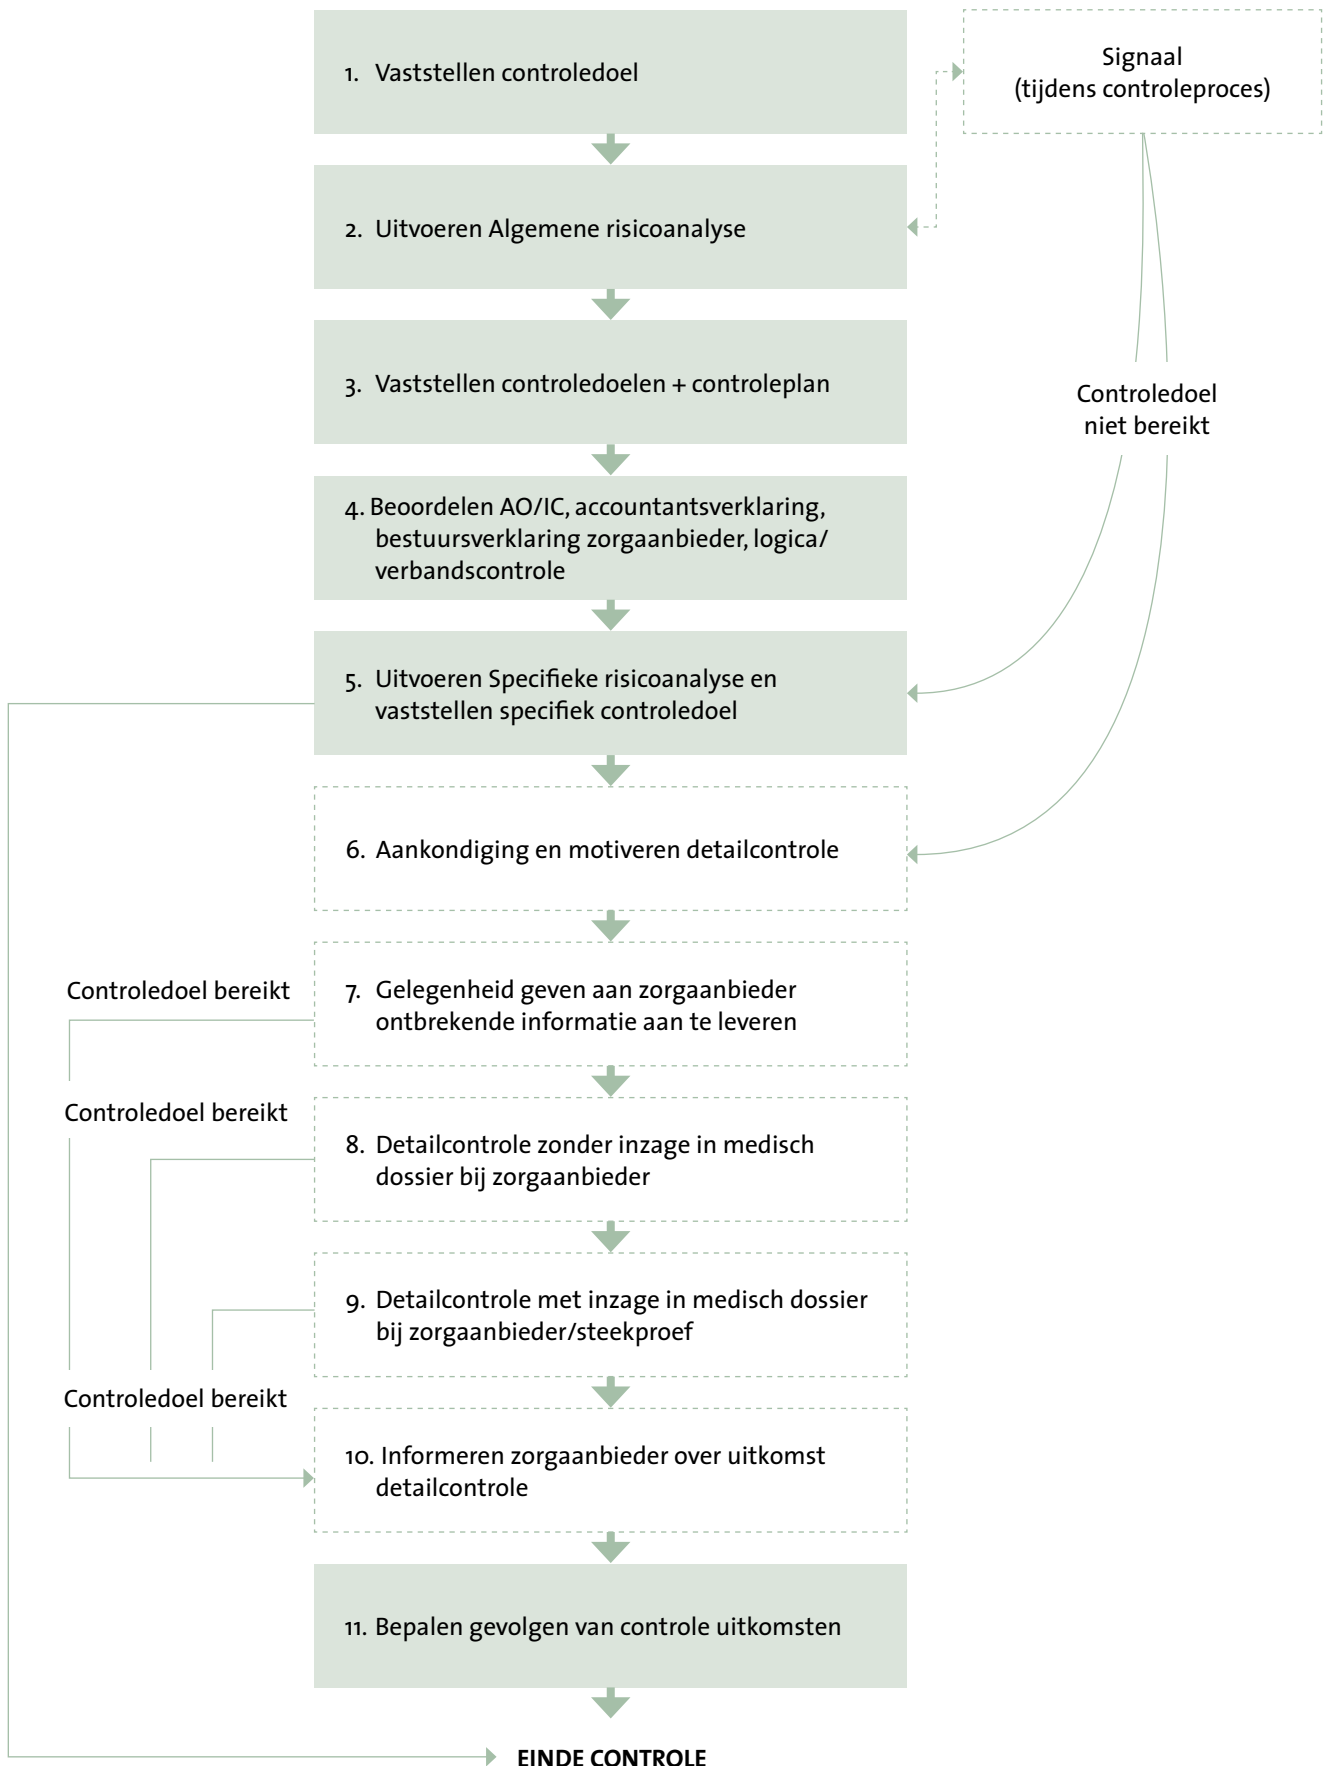 1. Vaststellen controledoel
Signaal
(tijdens controleproces)
2. Uitvoeren Algemene risicoanalyse
3. Vaststellen controledoelen + controleplan
Controledoel
niet bereikt
4. Beoordelen AO/IC, accountantsverklaring,
bestuursverklaring zorgaanbieder, logica/
verbandscontrole
5. Uitvoeren Specifieke risicoanalyse en
vaststellen specifiek controledoel
6. Aankondiging en motiveren detailcontrole
Controledoel bereikt
7. Gelegenheid geven aan zorgaanbieder
ontbrekende informatie aan te leveren
Controledoel bereikt
8. Detailcontrole zonder inzage in medisch
dossier bij zorgaanbieder
9. Detailcontrole met inzage in medisch dossier
bij zorgaanbieder/steekproef
Controledoel bereikt
10. Informeren zorgaanbieder over uitkomst
detailcontrole
11. Bepalen gevolgen van controle uitkomsten
EINDE CONTROLE